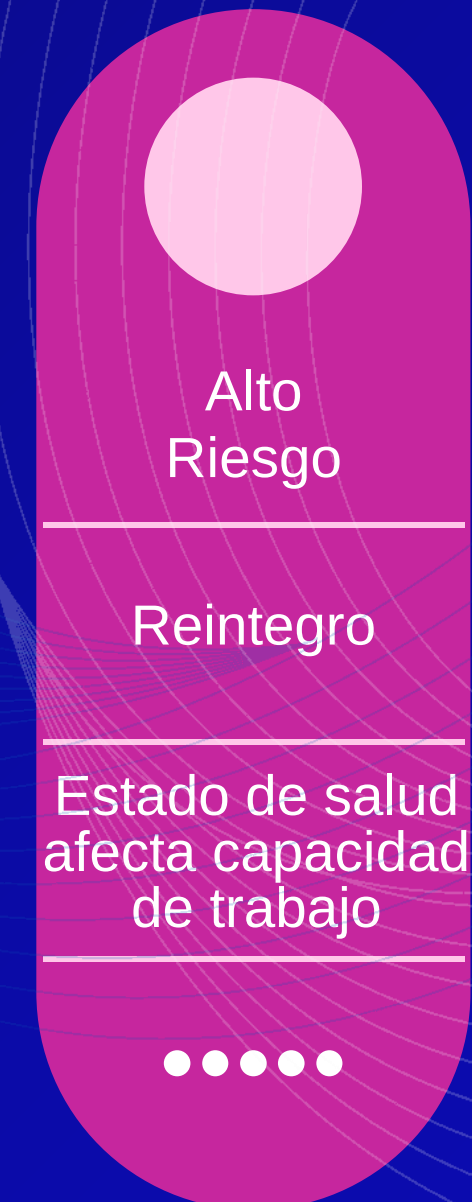 Alto
Riesgo
Reintegro
Estado de salud
afecta capacidad
de trabajo